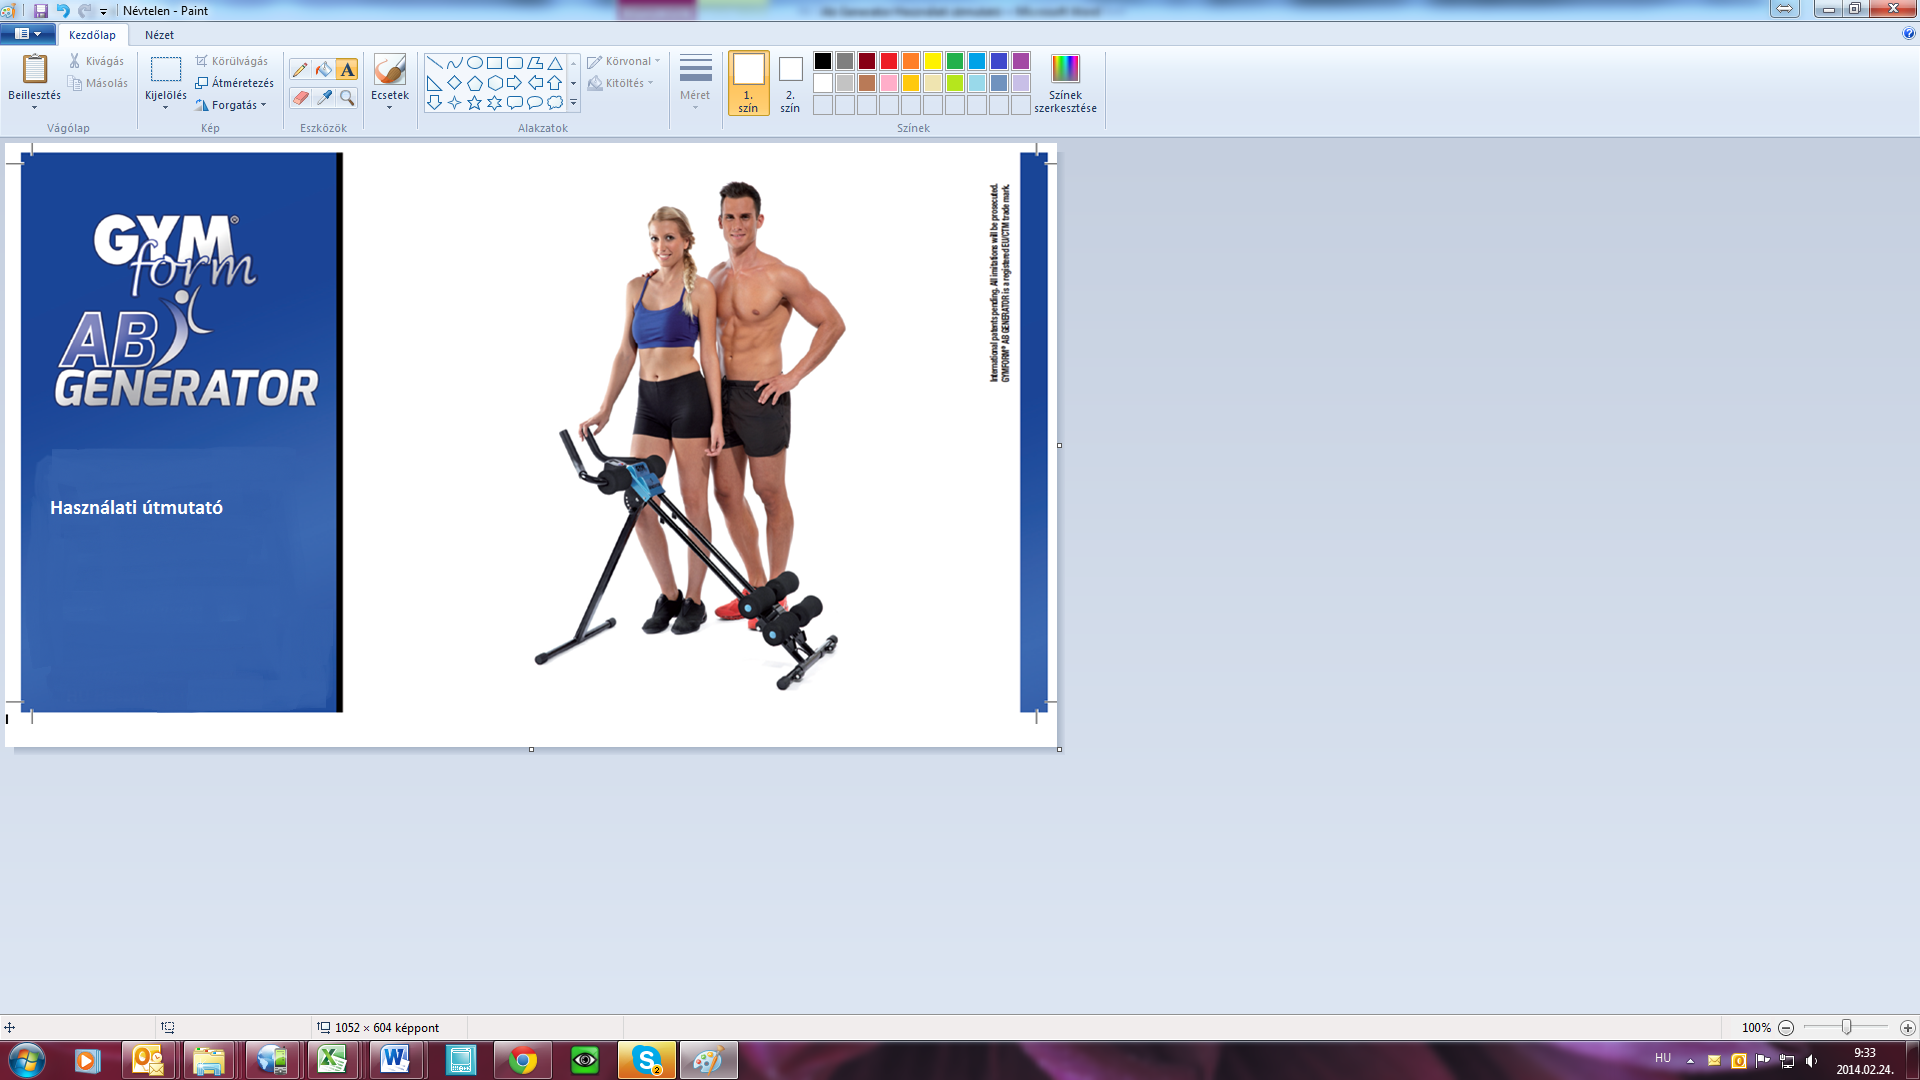 Névtelen - Paint
Kezdőlap
Nézet
Beillesztés
Kivágás
Másolás
Vágólap
Kijelölés
Körülvágás
Átméretezés
Forgatás
Kép
A
Eszközök
Ecsetek
Alakzatok
Körvonal
Kitöltés
Méret
1.
szín
2.
szín
Színek
szerkesztése
Színek
GYM®
form
AB
GENERATOR
Használati útmutató
International patents pending. All imitations will be prosecuted.
GYMFORM® AB GENERATOR is a registered EU/CTM trade mark.
1052 × 604 képpont
100%
HU
9:33
2014.02.24.